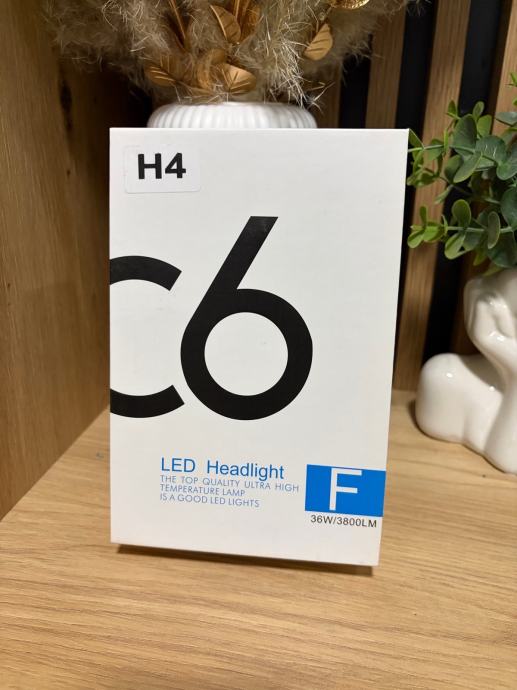 H4
C6
LED Headlight
THE TOP QUALITY ULTRA HIGH
TEMPERATURE LAMP
IS A GOOD LED LIGHTS
F
36W/3800LM